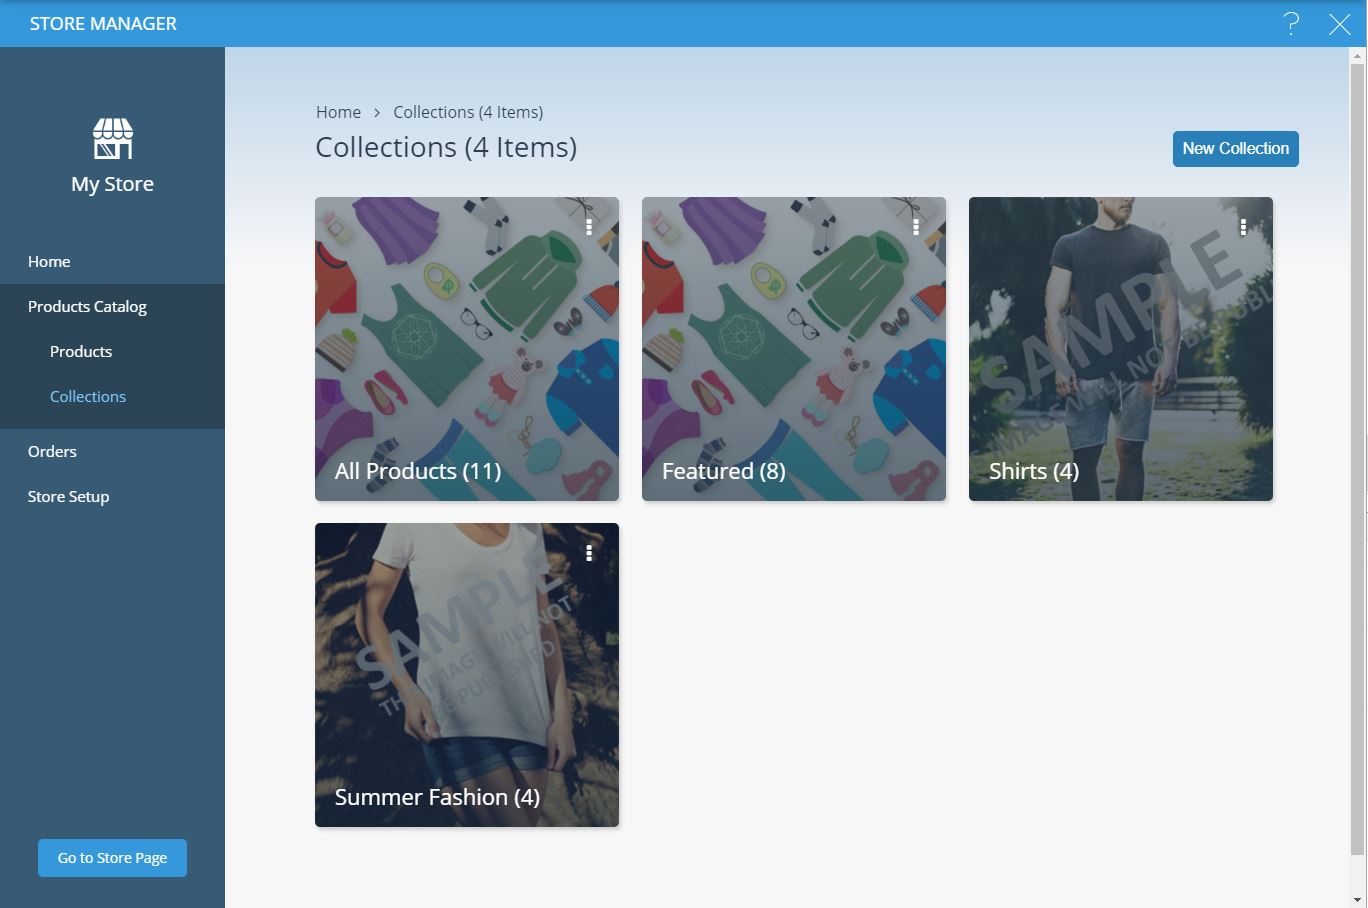 STORE MANAGER
?
My Store
Home
Products Catalog
Products
Collections
Orders
Store Setup
Go to Store Page
Home > Collections (4 Items)
Collections (4 Items)
New Collection
All Products (11)
Featured (8)
SAMPLE
IMAGE WILL NOT BE PUBL
Shirts (4)
SAMPLE
THIS IMAGE WILL NOT
BE PUBLISHED
Summer Fashion (4)